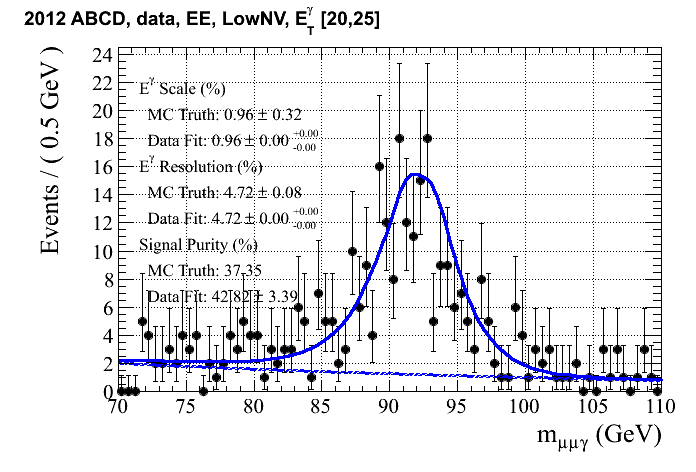 2012 ABCD, data, EE, LowNV, E_T^γ [20,25]
Events / ( 0.5 GeV )
24
22
20
18
16
14
12
10
8
6
4
2
0
E^γ Scale (%)
MC Truth: 0.96 ± 0.32
Data Fit: 0.96 ± 0.00 +0.00 -0.00
E^γ Resolution (%)
MC Truth: 4.72 ± 0.08
Data Fit: 4.72 ± 0.00 +0.00 -0.00
Signal Purity (%)
MC Truth: 37.35
Data Fit: 42.82 ± 3.39
70 75 80 85 90 95 100 105 110
m_μμγ (GeV)